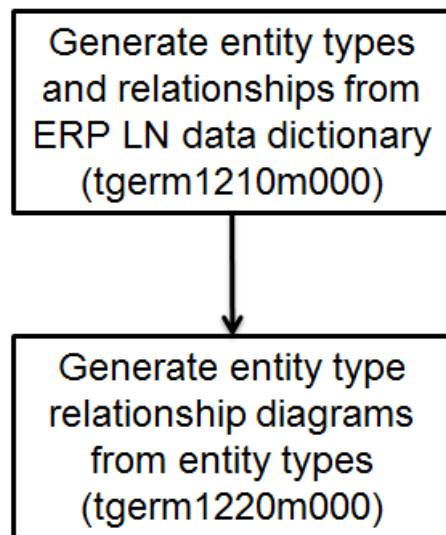 Generate entity types
and relationships from
ERP LN data dictionary
(tgerm1210m000)
Generate entity type
relationship diagrams
from entity types
(tgerm1220m000)